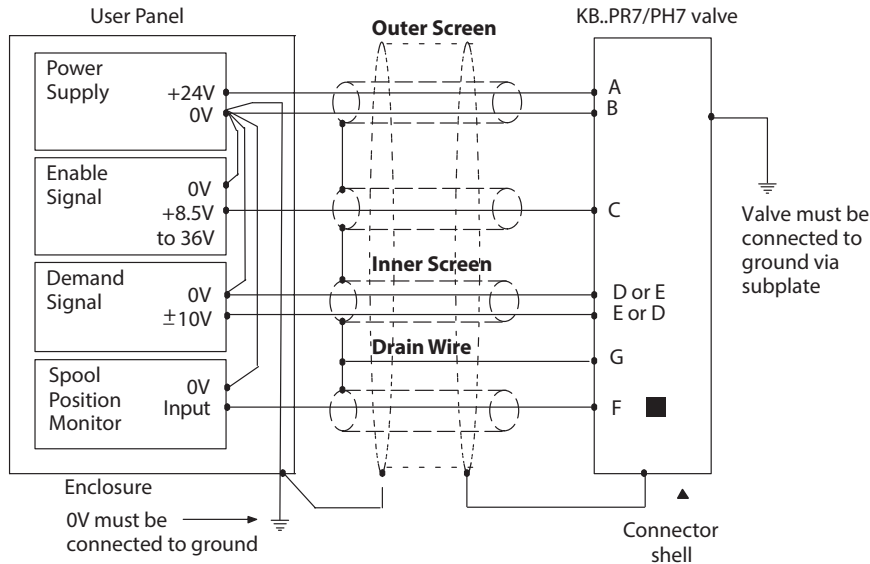 User Panel
Outer Screen
KB..PR7/PH7 valve
Power
Supply
+24V
0V
A
B
Enable
Signal
0V
+8.5V
to 36V
C
Valve must be
connected to
ground via
subplate
Inner Screen
Demand
Signal
0V
±10V
D or E
E or D
Drain Wire
G
Spool
Position
Monitor
0V
Input
F
Enclosure
0V must be
connected to ground
Connector
shell